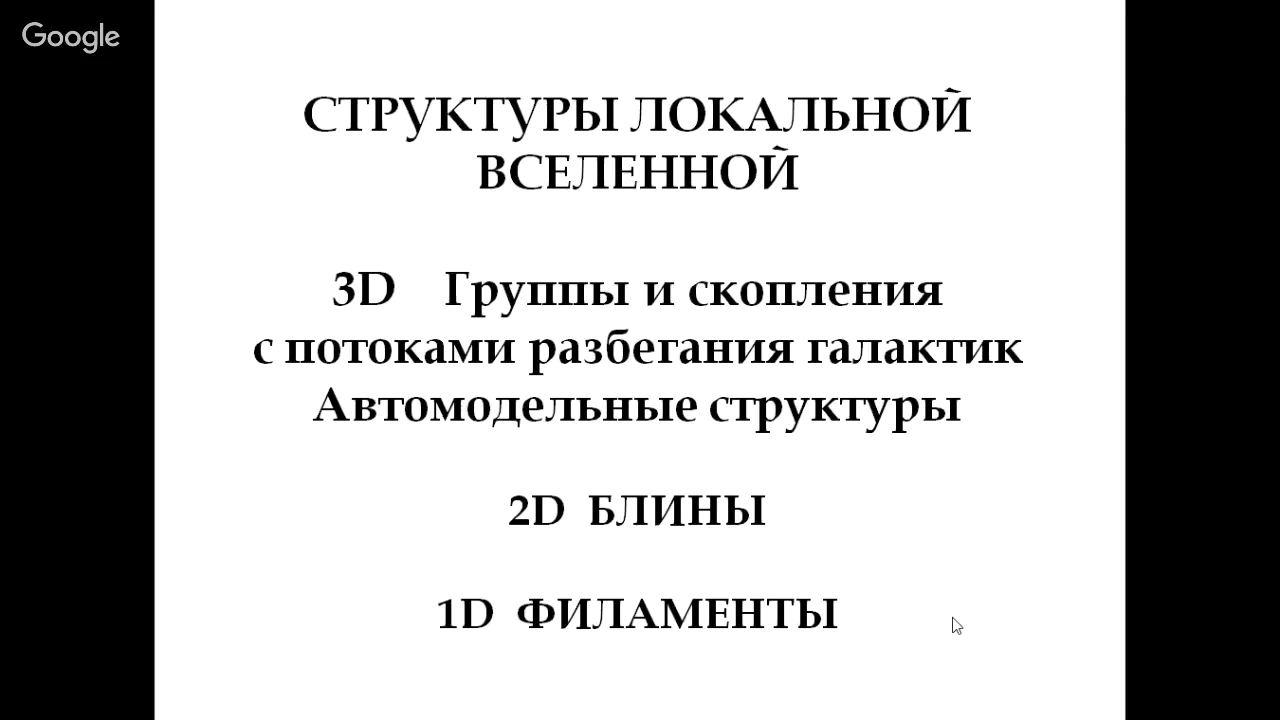 Google
СТРУКТУРЫ ЛОКАЛЬНОЙ
ВСЕЛЕННОЙ
3D Группы и скопления
с потоками разбегания галактик
Автомодельные структуры
2D БЛИНЫ
1D ФИЛАМЕНТЫ